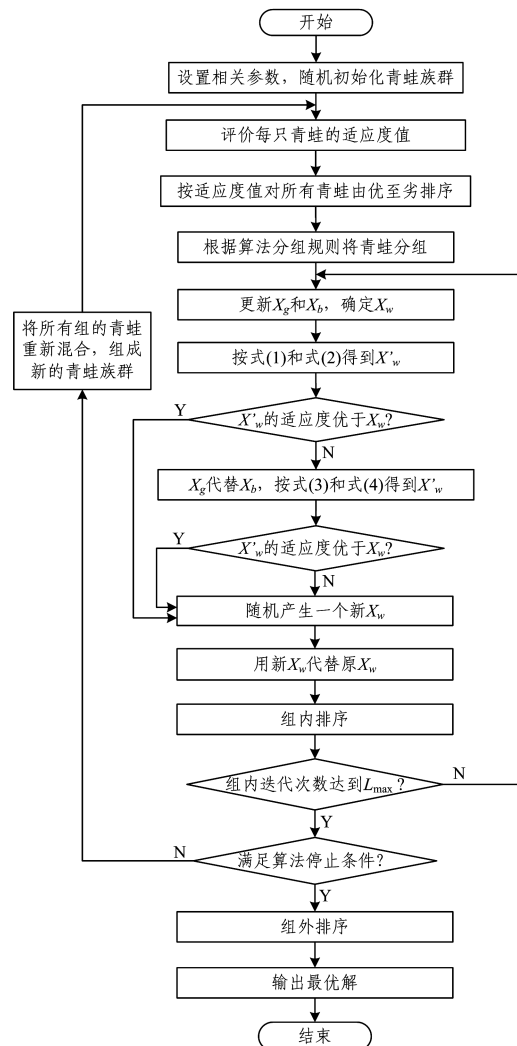 开始
设置相关参数，随机初始化青蛙族群
评价每只青蛙的适应度值
按适应度值对所有青蛙由优至劣排序
根据算法分组规则将青蛙分组
更新Xg和Xb，确定Xw
将所有组的青蛙
重新混合，组成
新的青蛙族群
按式(1)和式(2)得到X'w
Y
X'w的适应度优于Xw?
N
Xg代替Xb，按式(3)和式(4)得到X'w
Y
X'w的适应度优于Xw?
N
随机产生一个新Xw
用新Xw代替原Xw
组内排序
组内迭代次数达到Lmax？
N
Y
N
满足算法停止条件?
Y
组外排序
输出最优解
结束